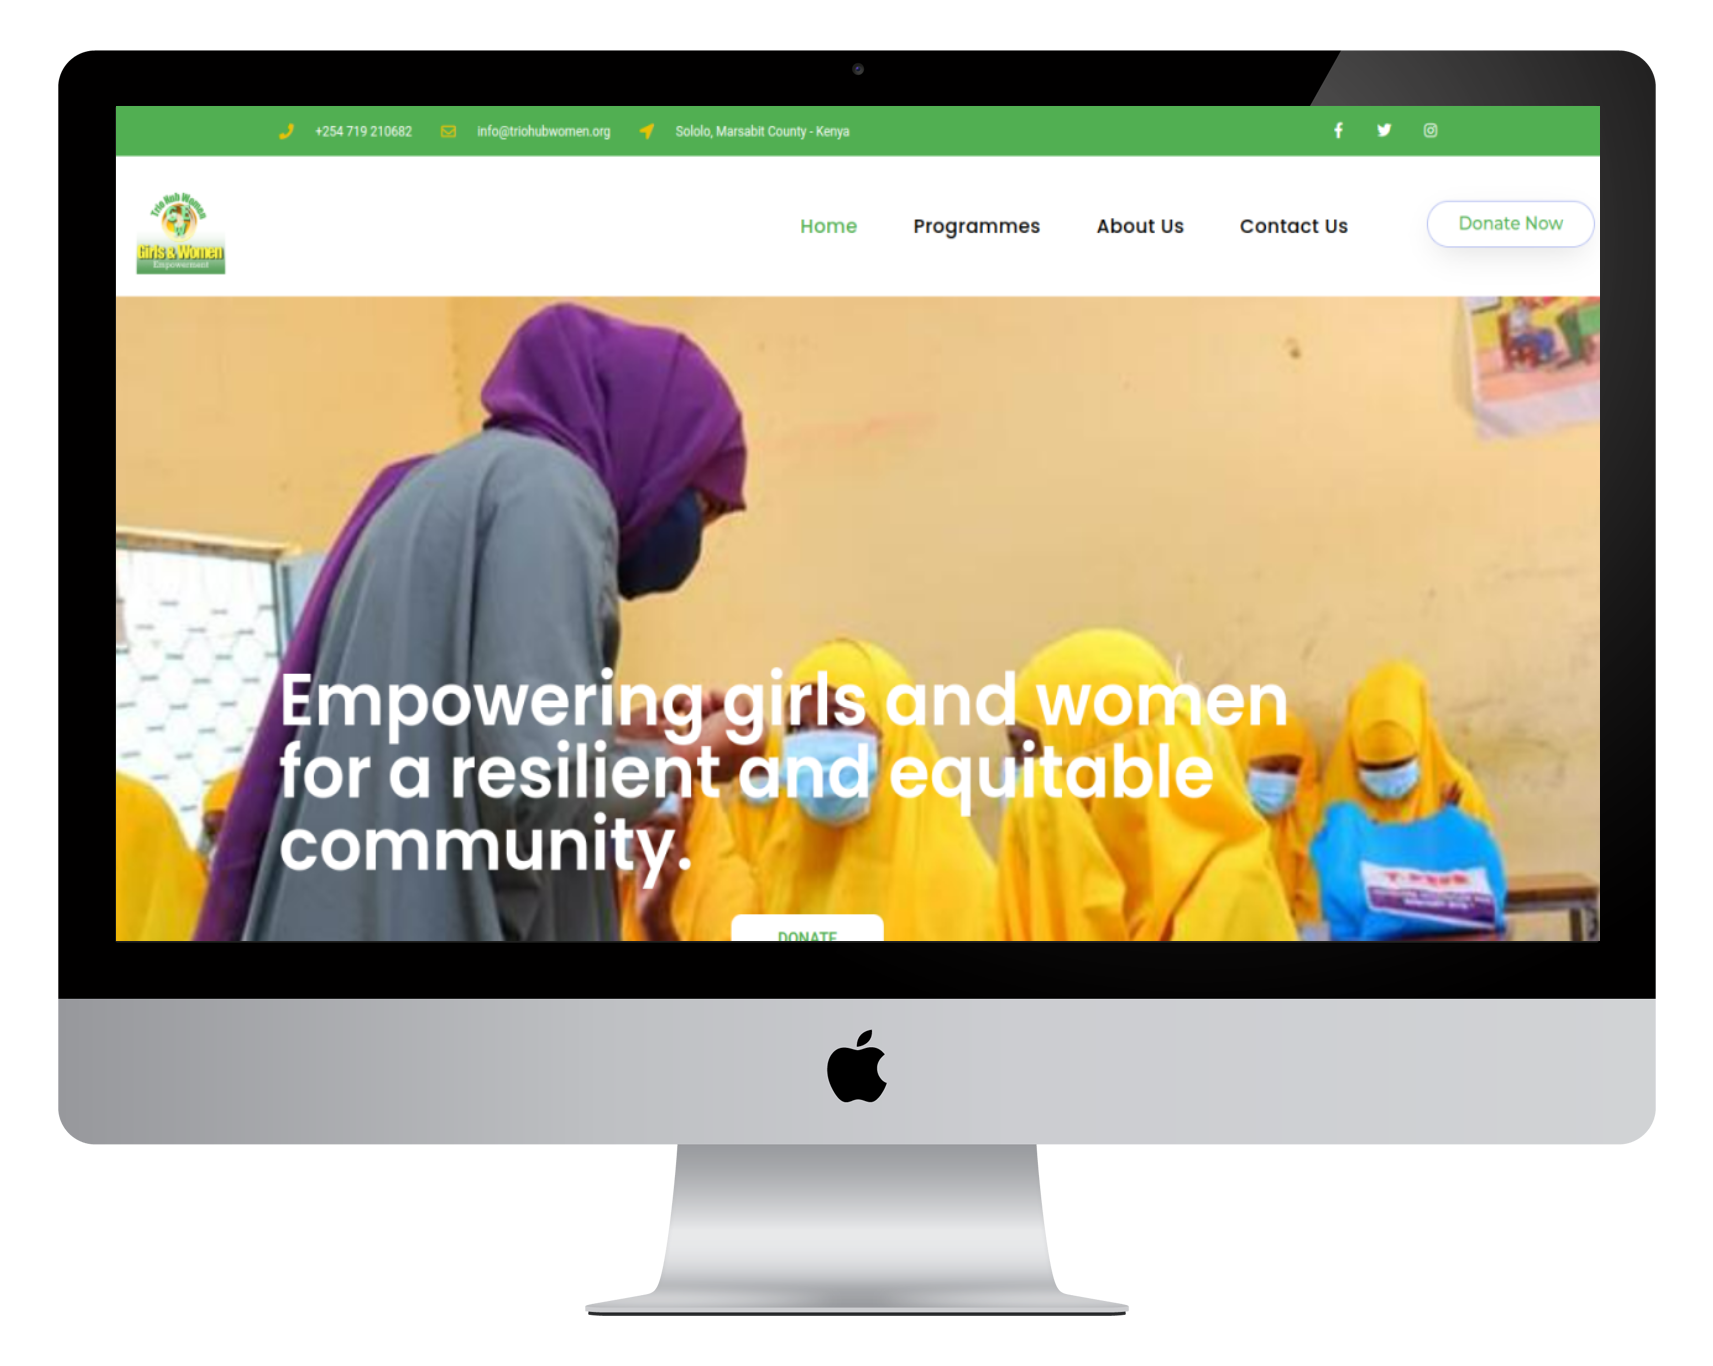 +254 719 210682 info@triohubwomen.org Sololo, Marsabit County - Kenya
Trio Hub Women
Girls & Women
Empowerment
Home Programmes About Us Contact Us Donate Now
Empowering girls and women
for a resilient and equitable
community.
DONATE